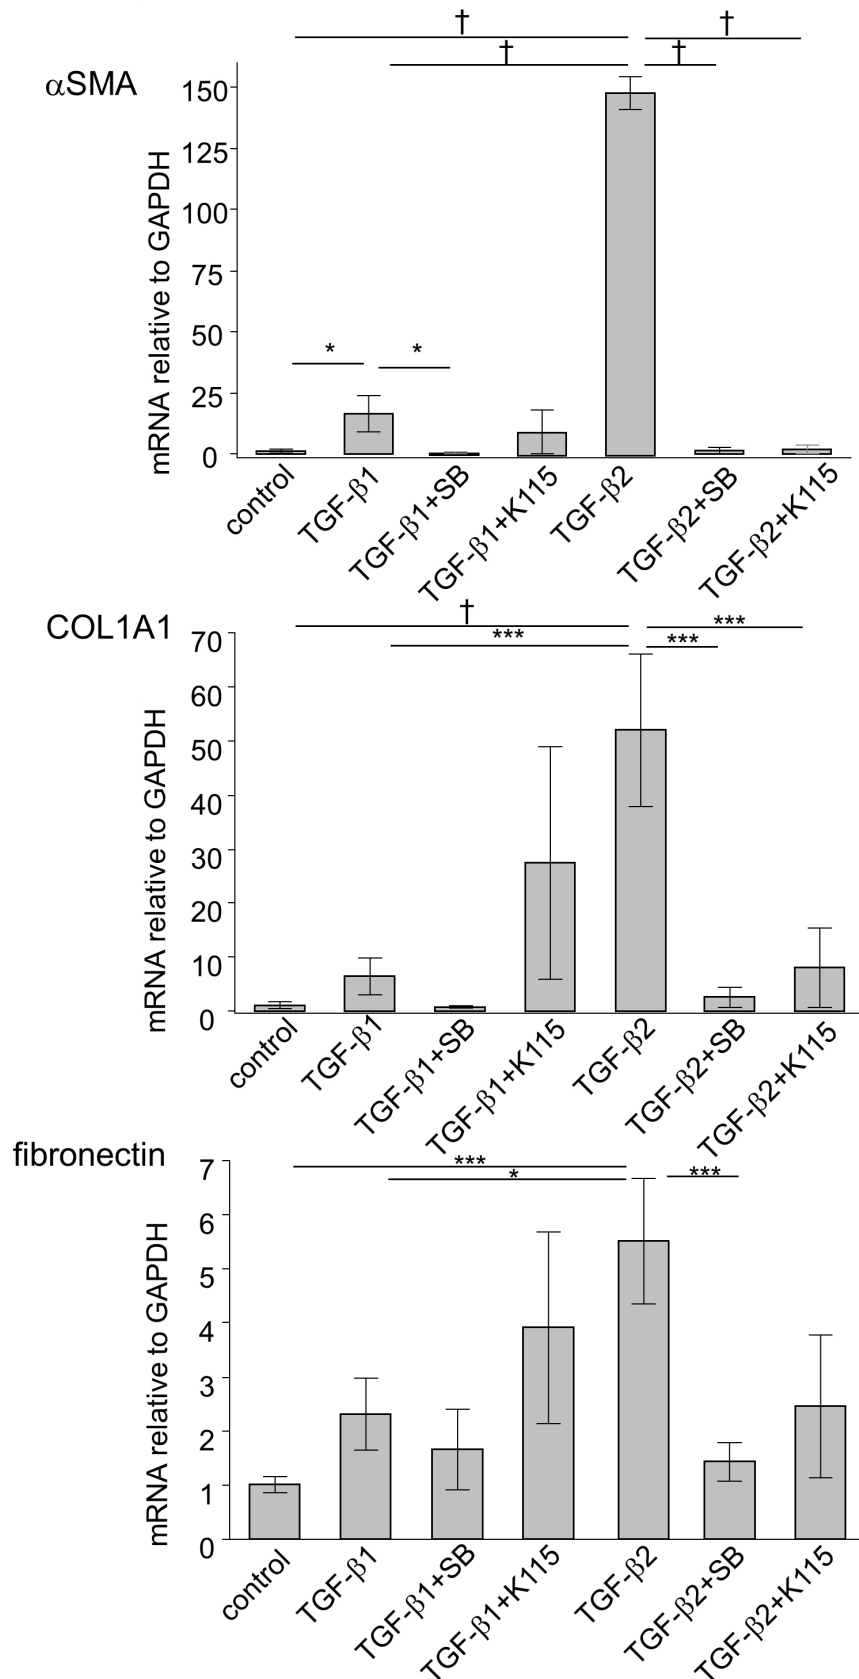 † †
† †
αSMA
mRNA relative to GAPDH
150
125
100
75
50
25
0
* *
control
TGF-β1
TGF-β1+SB
TGF-β1+K115
TGF-β2
TGF-β2+SB
TGF-β2+K115
COL1A1
† ***
*** ***
mRNA relative to GAPDH
70
60
50
40
30
20
10
0
control
TGF-β1
TGF-β1+SB
TGF-β1+K115
TGF-β2
TGF-β2+SB
TGF-β2+K115
fibronectin
*** ***
*
mRNA relative to GAPDH
7
6
5
4
3
2
1
0
control
TGF-β1
TGF-β1+SB
TGF-β1+K115
TGF-β2
TGF-β2+SB
TGF-β2+K115